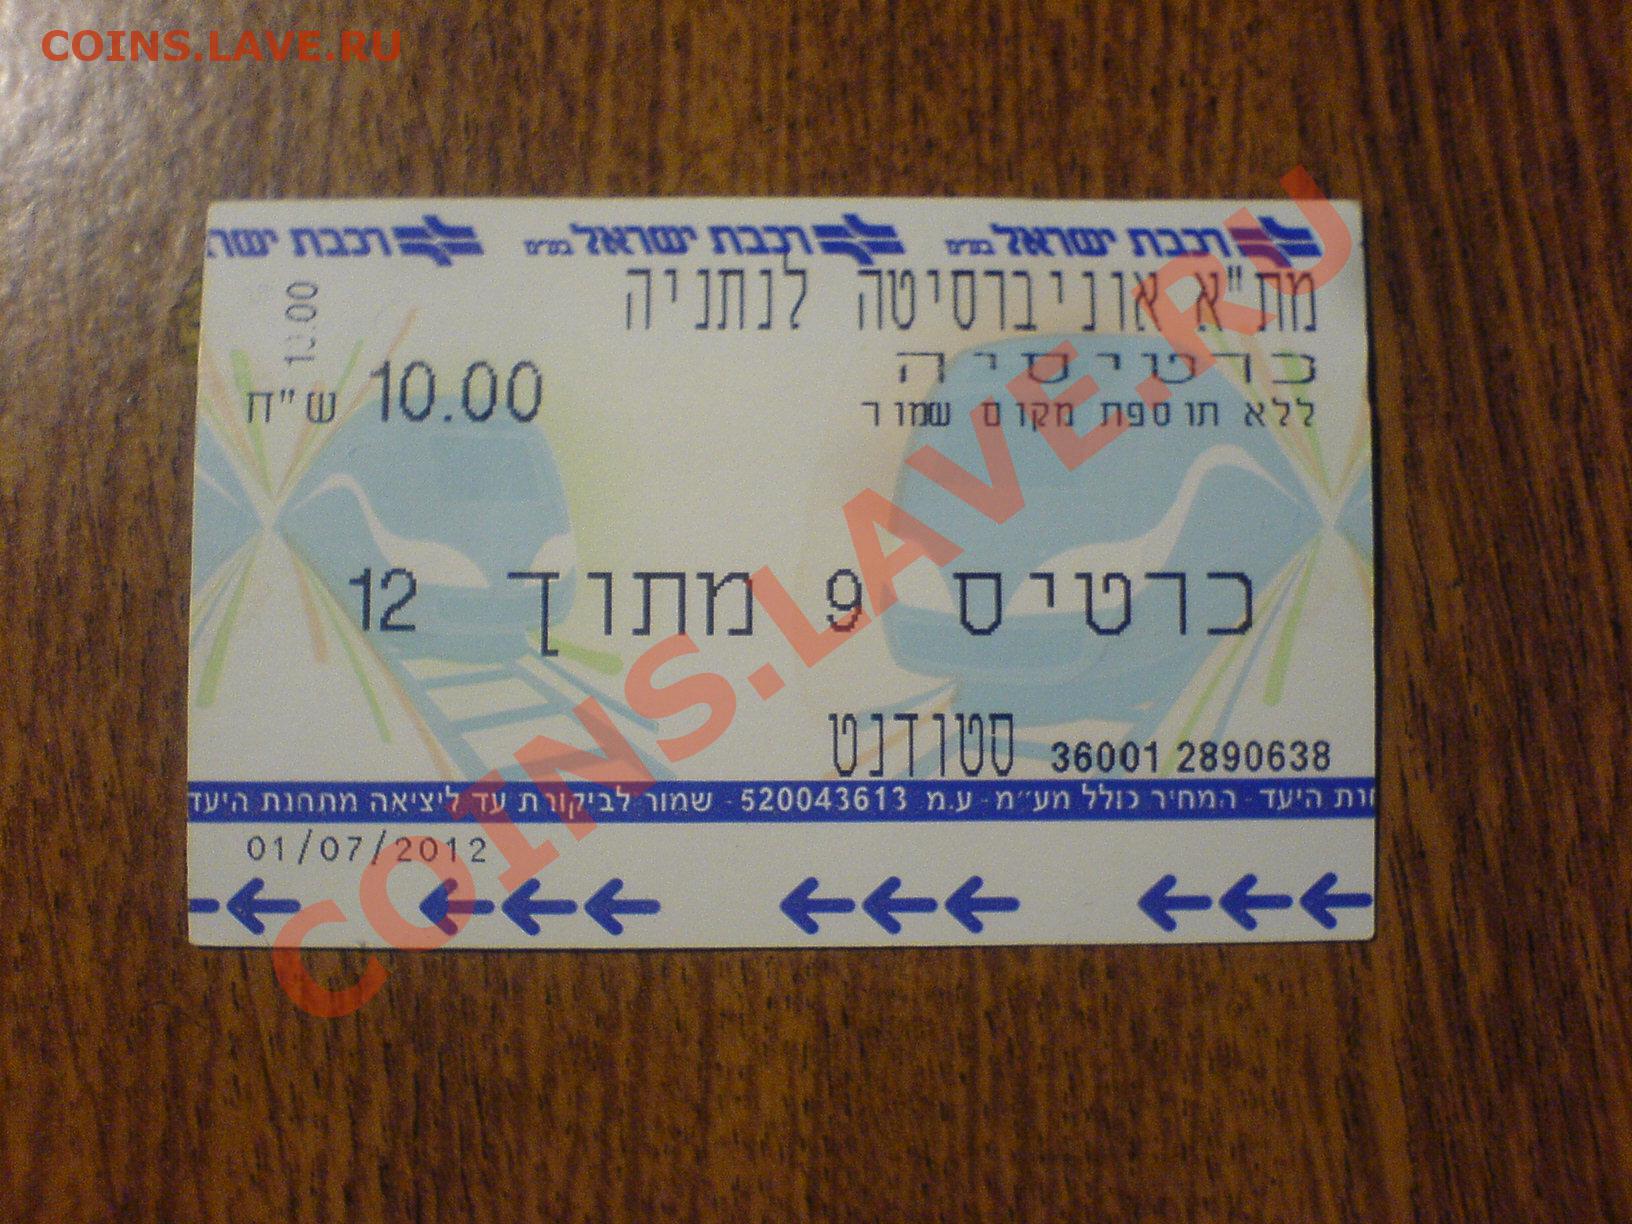 COINS.LAVE.RU
רכבת ישראל בע״מ רכבת ישראל בע״מ רכבת ישר
מת"א אוניברסיטה לנתניה
כרטיסיה
10.00 ש"ח
ללא תוספת מקום שמור
כרטיס 9 מתוך 12
סטודנט 36001 2890638
המחיר כולל מע״מ - ע.מ 520043613 - שמור לביקורת עד ליציאה מתחנת היעד
01/07/2012
COINS.LAVE.RU